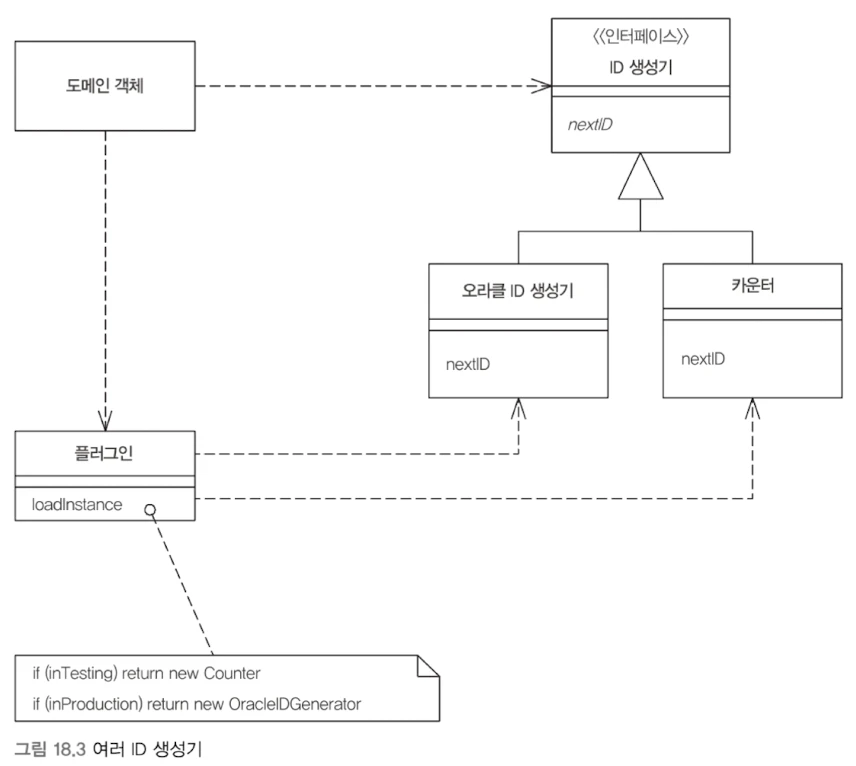 도메인 객체
《인터페이스》
ID 생성기
nextID
오라클 ID 생성기
nextID
카운터
nextID
플러그인
loadInstance
if (inTesting) return new Counter
if (inProduction) return new OracleIDGenerator
그림 18.3 여러 ID 생성기